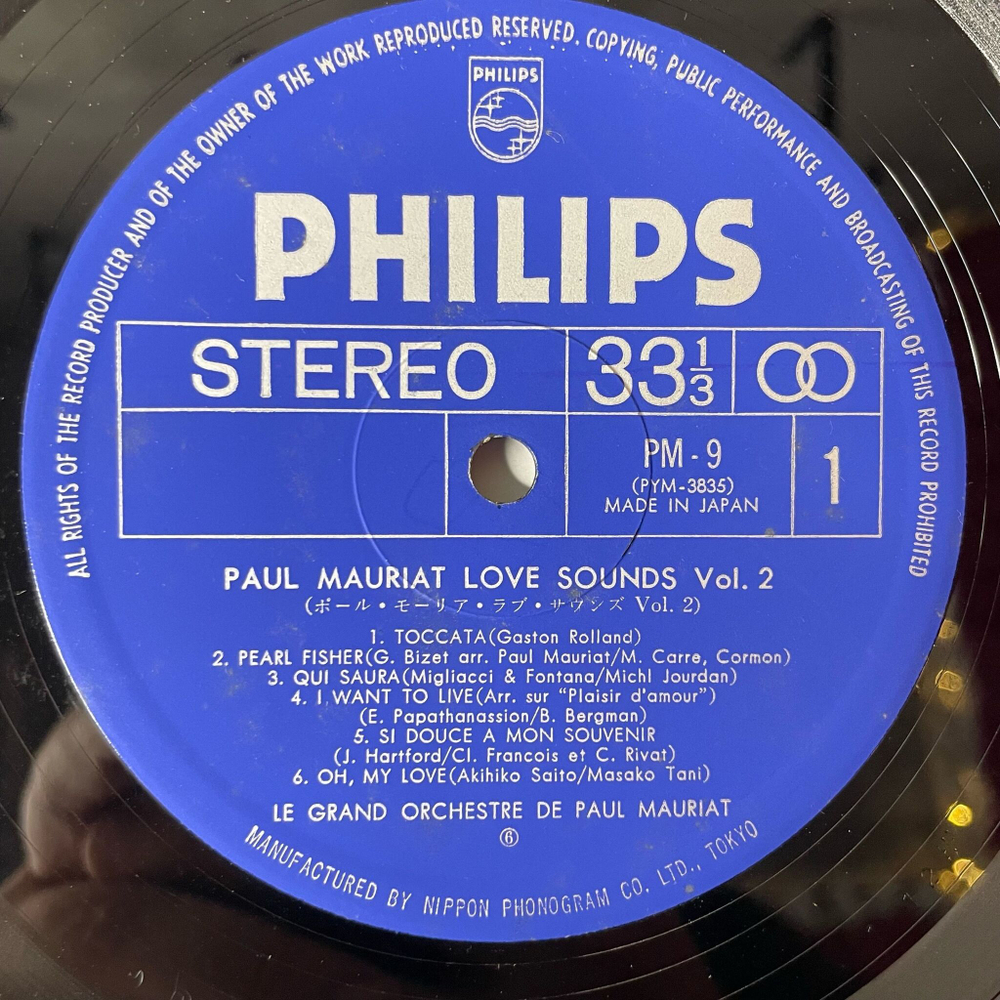 ALL RIGHTS OF THE RECORD PRODUCER AND OF THE OWNER OF THE WORK REPRODUCED RESERVED. COPYING, PUBLIC PERFORMANCE AND BROADCASTING OF THIS RECORD PROHIBITED
PHILIPS
PHILIPS
STEREO
33 1/3
PM-9
(PYM-3835)
MADE IN JAPAN
1
PAUL MAURIAT LOVE SOUNDS Vol. 2
(ポール・モーリア・ラブ・サウンズ Vol. 2)
1. TOCCATA(Gaston Rolland)
2. PEARL FISHER(G. Bizet arr. Paul Mauriat/M. Carre, Cormon)
3. QUI SAURA(Migliacci & Fontana/Michl Jourdan)
4. I WANT TO LIVE(Arr. sur "Plaisir d'amour")
(E. Papathanassion/B. Bergman)
5. SI DOUCE A MON SOUVENIR
(J. Hartford/Cl. Francois et C. Rivat)
6. OH, MY LOVE(Akihiko Saito/Masako Tani)
LE GRAND ORCHESTRE DE PAUL MAURIAT
⑥
MANUFACTURED BY NIPPON PHONOGRAM CO. LTD., TOKYO